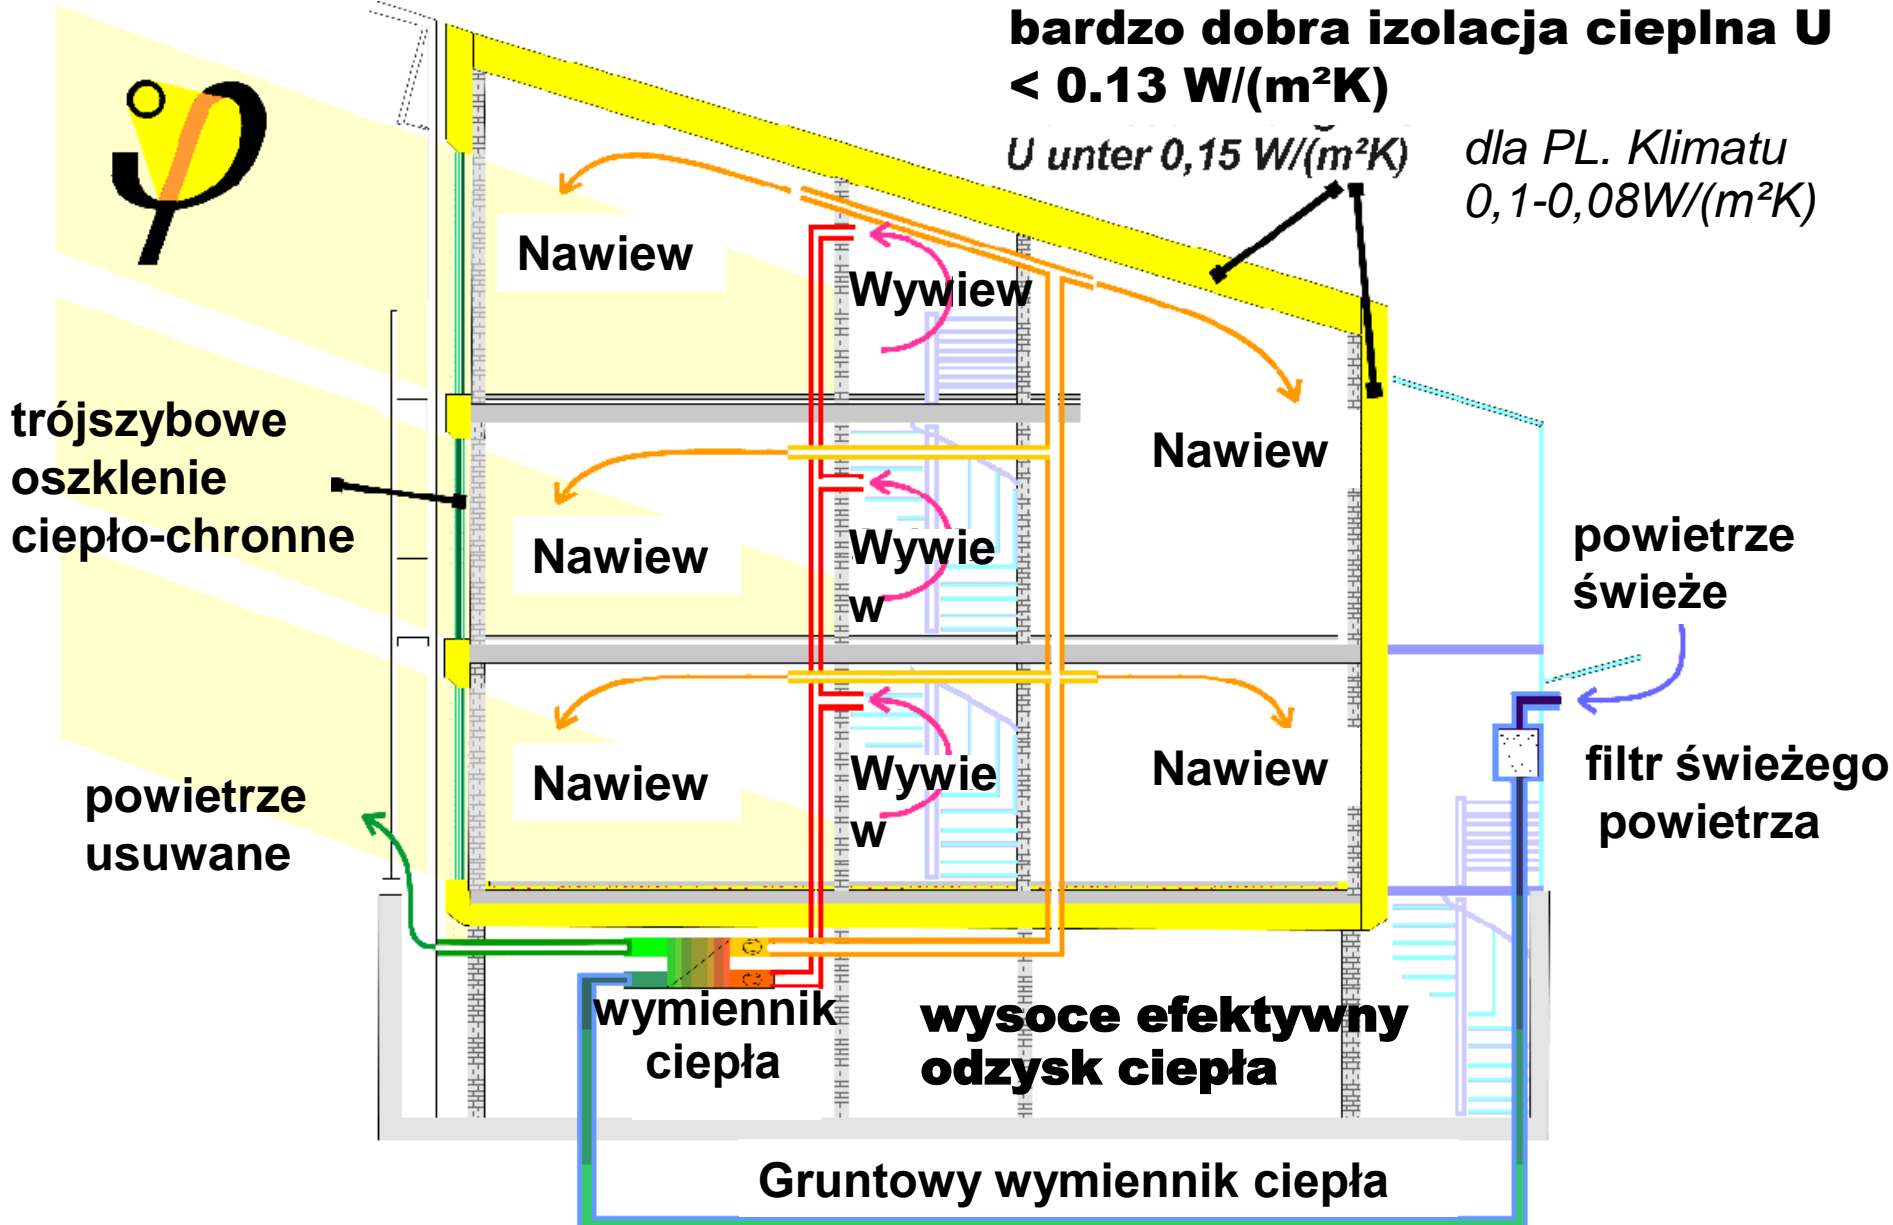 bardzo dobra izolacja cieplna U
< 0.13 W/(m²K)
U unter 0,15 W/(m²K)
dla PL. Klimatu
0,1-0,08W/(m²K)
Nawiew
Wywiew
trójszybowe
oszklenie
ciepło-chronne
Nawiew
Nawiew
Wywie
w
powietrze
świeże
Nawiew
Wywie
w
Nawiew
filtr świeżego
powietrza
powietrze
usuwane
wymiennik
ciepła
wysoce efektywny
odzysk ciepła
Gruntowy wymiennik ciepła